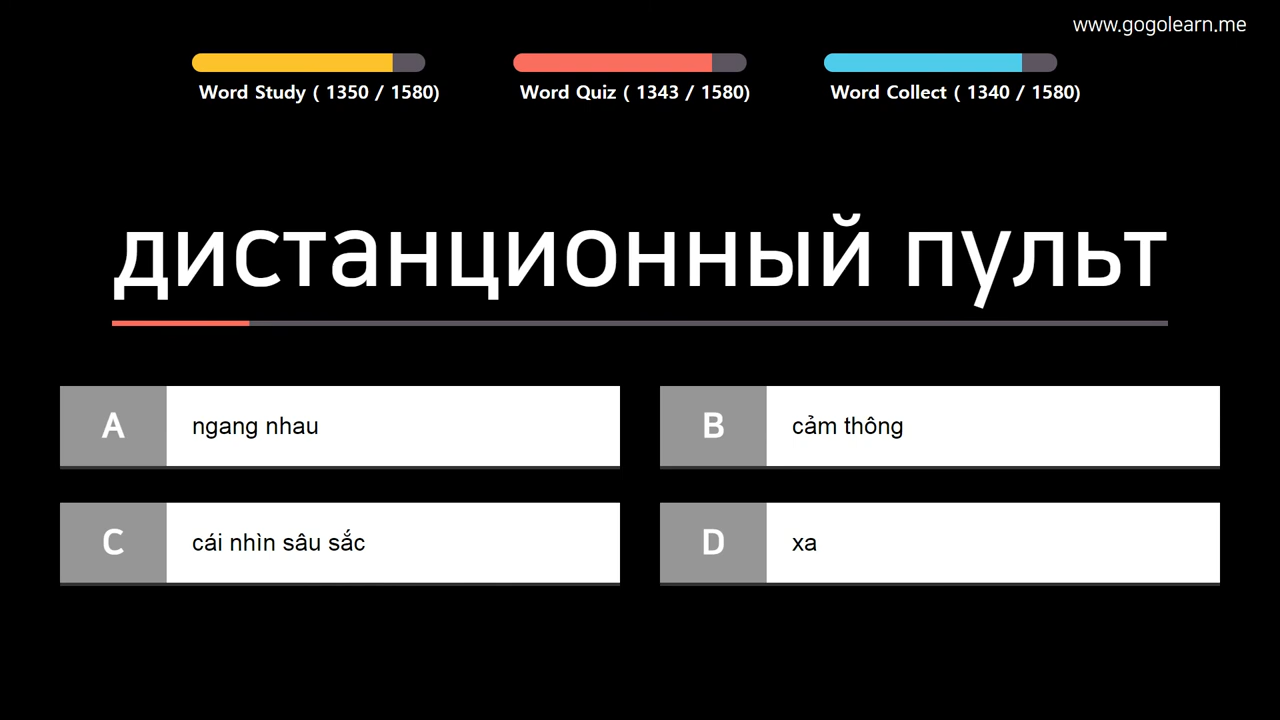 www.gogolearn.me
Word Study ( 1350 / 1580)
Word Quiz ( 1343 / 1580)
Word Collect ( 1340 / 1580)
дистанционный пульт
A ngang nhau
B cảm thông
C cái nhìn sâu sắc
D xa